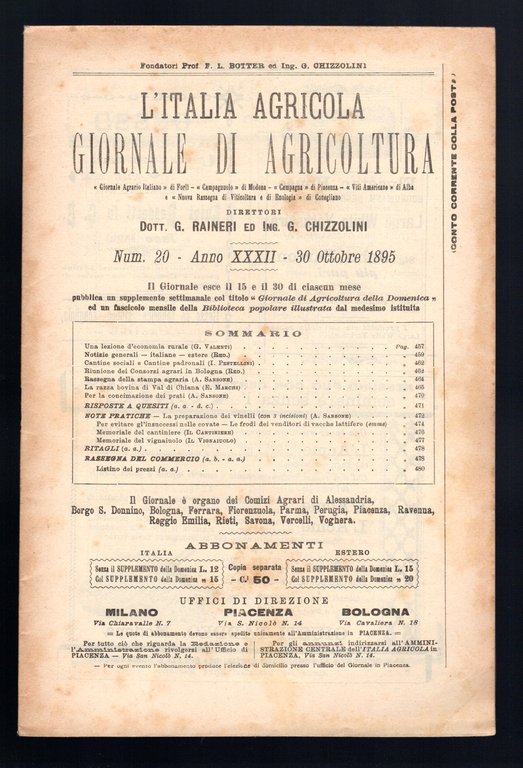 Fondatori Prof. F. L. BOTTER ed Ing. G. CHIZZOLINI
L'ITALIA AGRICOLA
GIORNALE DI AGRICOLTURA
« Giornale Agrario Italiano » di Forlì - « Campagnuolo » di Modena - « Campagna » di Piacenza - « Viti Americane » di Alba
e « Nuova Rassegna di Viticoltura e di Enologia » di Conegliano
DIRETTORI
DOTT. G. RAINERI ED ING. G. CHIZZOLINI
Num. 20 - Anno XXXII - 30 Ottobre 1895
Il Giornale esce il 15 e il 30 di ciascun mese
pubblica un supplemento settimanale col titolo « Giornale di Agricoltura della Domenica »
ed un fascicolo mensile della Biblioteca popolare illustrata dal medesimo istituita
SOMMARIO
Una lezione d'economia rurale (G. VALENTI) Pag. 457
Notizie generali — italiane — estere (RED.) » 459
Cantine sociali e Cantine padronali (I. PESTELLINI) » 462
Riunione dei Consorzi agrari in Bologna (RED.) » 463
Rassegna della stampa agraria (A. SANSONE) » 464
La razza bovina di Val di Chiana (E. MARCHI) » 465
Per la concimazione dei prati (A. SANSONE) » 470
RISPOSTE A QUESITI (a. a - d. c.) » 471
NOTE PRATICHE — La preparazione dei vinelli (con 3 incisioni) (A. SANSONE) » 472
Per evitare gl'insuccessi nelle covate — Le frodi dei venditori di vacche lattifere (emme) » 474
Memoriale del cantiniere (IL CANTINIERE) » 476
Memoriale del vignaiuolo (IL VIGNAIUOLO) » 477
RITAGLI (a. a.) » 478
RASSEGNA DEL COMMERCIO (a. b. - a. a.) » 478
Listino dei prezzi (a. a.) » 480
Il Giornale è organo dei Comizi Agrari di Alessandria,
Borgo S. Donnino, Bologna, Ferrara, Fiorenzuola, Parma, Perugia, Piacenza, Ravenna,
Reggio Emilia, Rieti, Savona, Vercelli, Voghera.
ABBONAMENTI
ITALIA
Senza il SUPPLEMENTO della Domenica L. 12
Col SUPPLEMENTO della Domenica » 15
Copia separata
50
ESTERO
Senza il SUPPLEMENTO della Domenica L. 15
Col SUPPLEMENTO della Domenica » 20
UFFICI DI DIREZIONE
MILANO
Via Chiaravalle N. 7
PIACENZA
Via S. Nicolò N. 14
BOLOGNA
Via Cavaliera N. 18
Le quote di abbonamento devono essere spedite unicamente all'Amministrazione in PIACENZA.
Per tutto ciò che riguarda la Redazione e
l'Amministrazione rivolgersi all'Ufficio di
PIACENZA — Via San Nicolò N. 14.
Per gli annunzi indirizzarsi all'AMMINI-
STRAZIONE CENTRALE dell'ITALIA AGRICOLA in
PIACENZA, Via San Nicolò N. 14.
— Per ogni evento l'abbonamento produce l'elezione di domicilio presso l'ufficio del Giornale in Piacenza.
(CONTO CORRENTE COLLA POSTA)